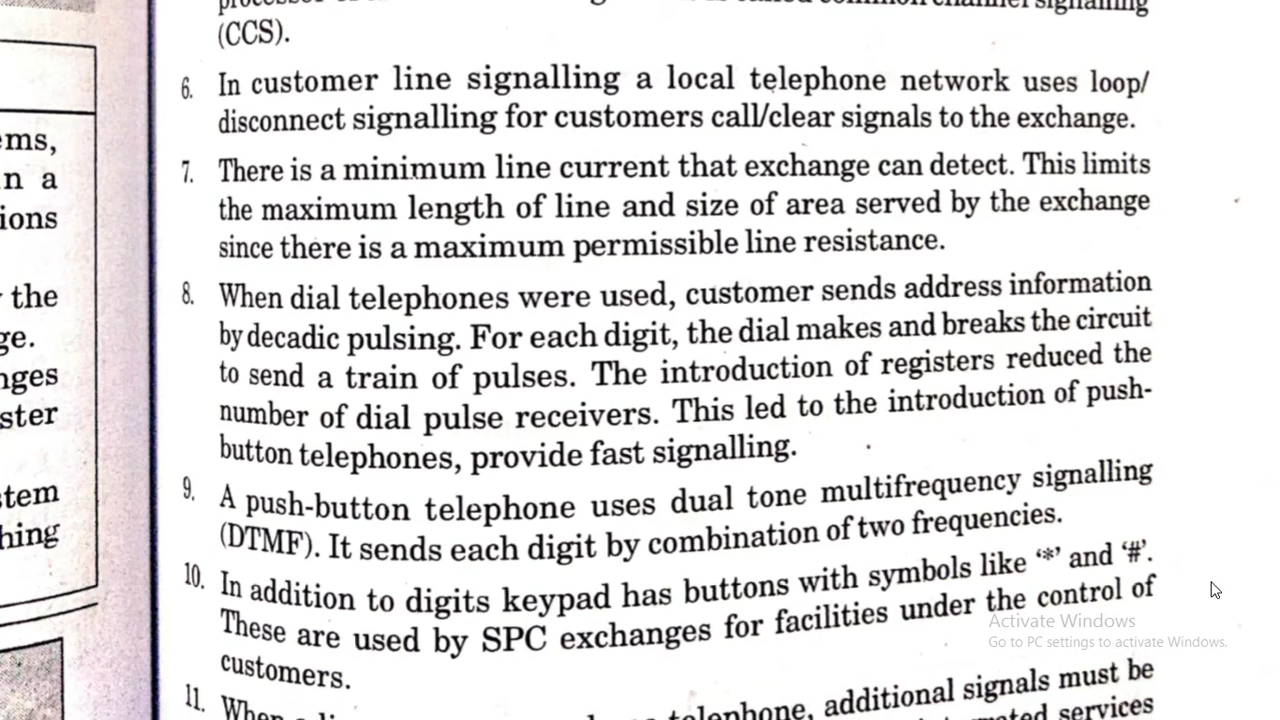 signalling
(CCS).
6. In customer line signalling a local telephone network uses loop/
disconnect signalling for customers call/clear signals to the exchange.
7. There is a minimum line current that exchange can detect. This limits
the maximum length of line and size of area served by the exchange
since there is a maximum permissible line resistance.
8. When dial telephones were used, customer sends address information
by decadic pulsing. For each digit, the dial makes and breaks the circuit
to send a train of pulses. The introduction of registers reduced the
number of dial pulse receivers. This led to the introduction of push-
button telephones, provide fast signalling.
9. A push-button telephone uses dual tone multifrequency signalling
(DTMF). It sends each digit by combination of two frequencies.
10. In addition to digits keypad has buttons with symbols like ‘*’ and ‘#’.
These are used by SPC exchanges for facilities under the control of
customers.
11. When telephone, additional signals must be
services
ems,
n a
ions
the
ge.
nges
ster
tem
hing
Activate Windows
Go to PC settings to activate Windows.